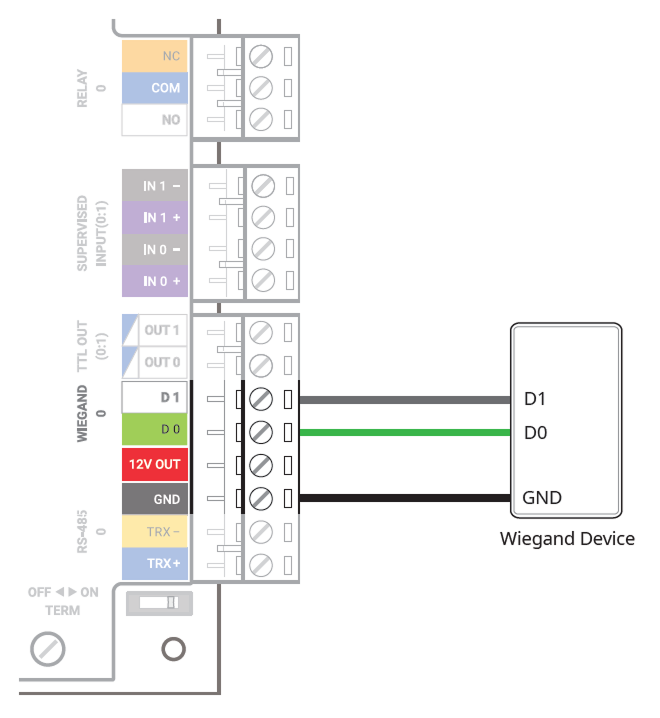 RELAY
0
NC
COM
NO
SUPERVISED
INPUT(0:1)
IN 1 −
IN 1 +
IN 0 −
IN 0 +
TTL OUT
(0:1)
OUT 1
OUT 0
WIEGAND
0
D 1
D 0
12V OUT
GND
RS-485
0
TRX −
TRX +
OFF ◀ ▶ ON
TERM
D1
D0
GND
Wiegand Device